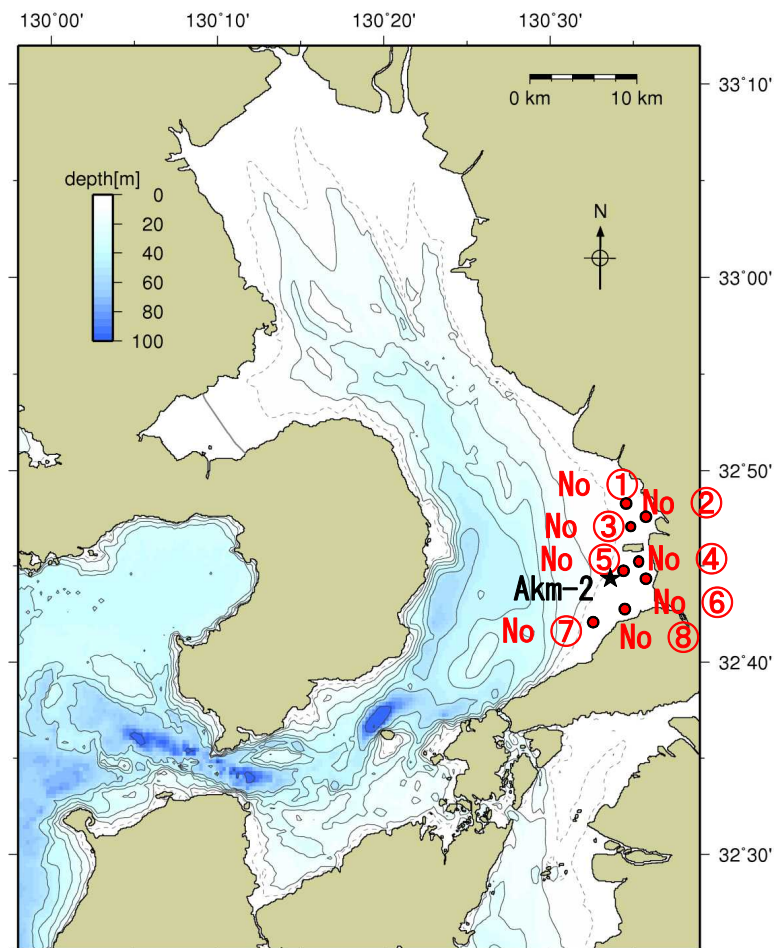 130°00' 130°10' 130°20' 130°30'
33°10'
0 km 10 km
depth[m]
0
20
40
60
80
100
N
33°00'
32°50'
No ①
No ②
No ③
No ④
No ⑤
Akm-2
No ⑥
No ⑦
No ⑧
32°40'
32°30'